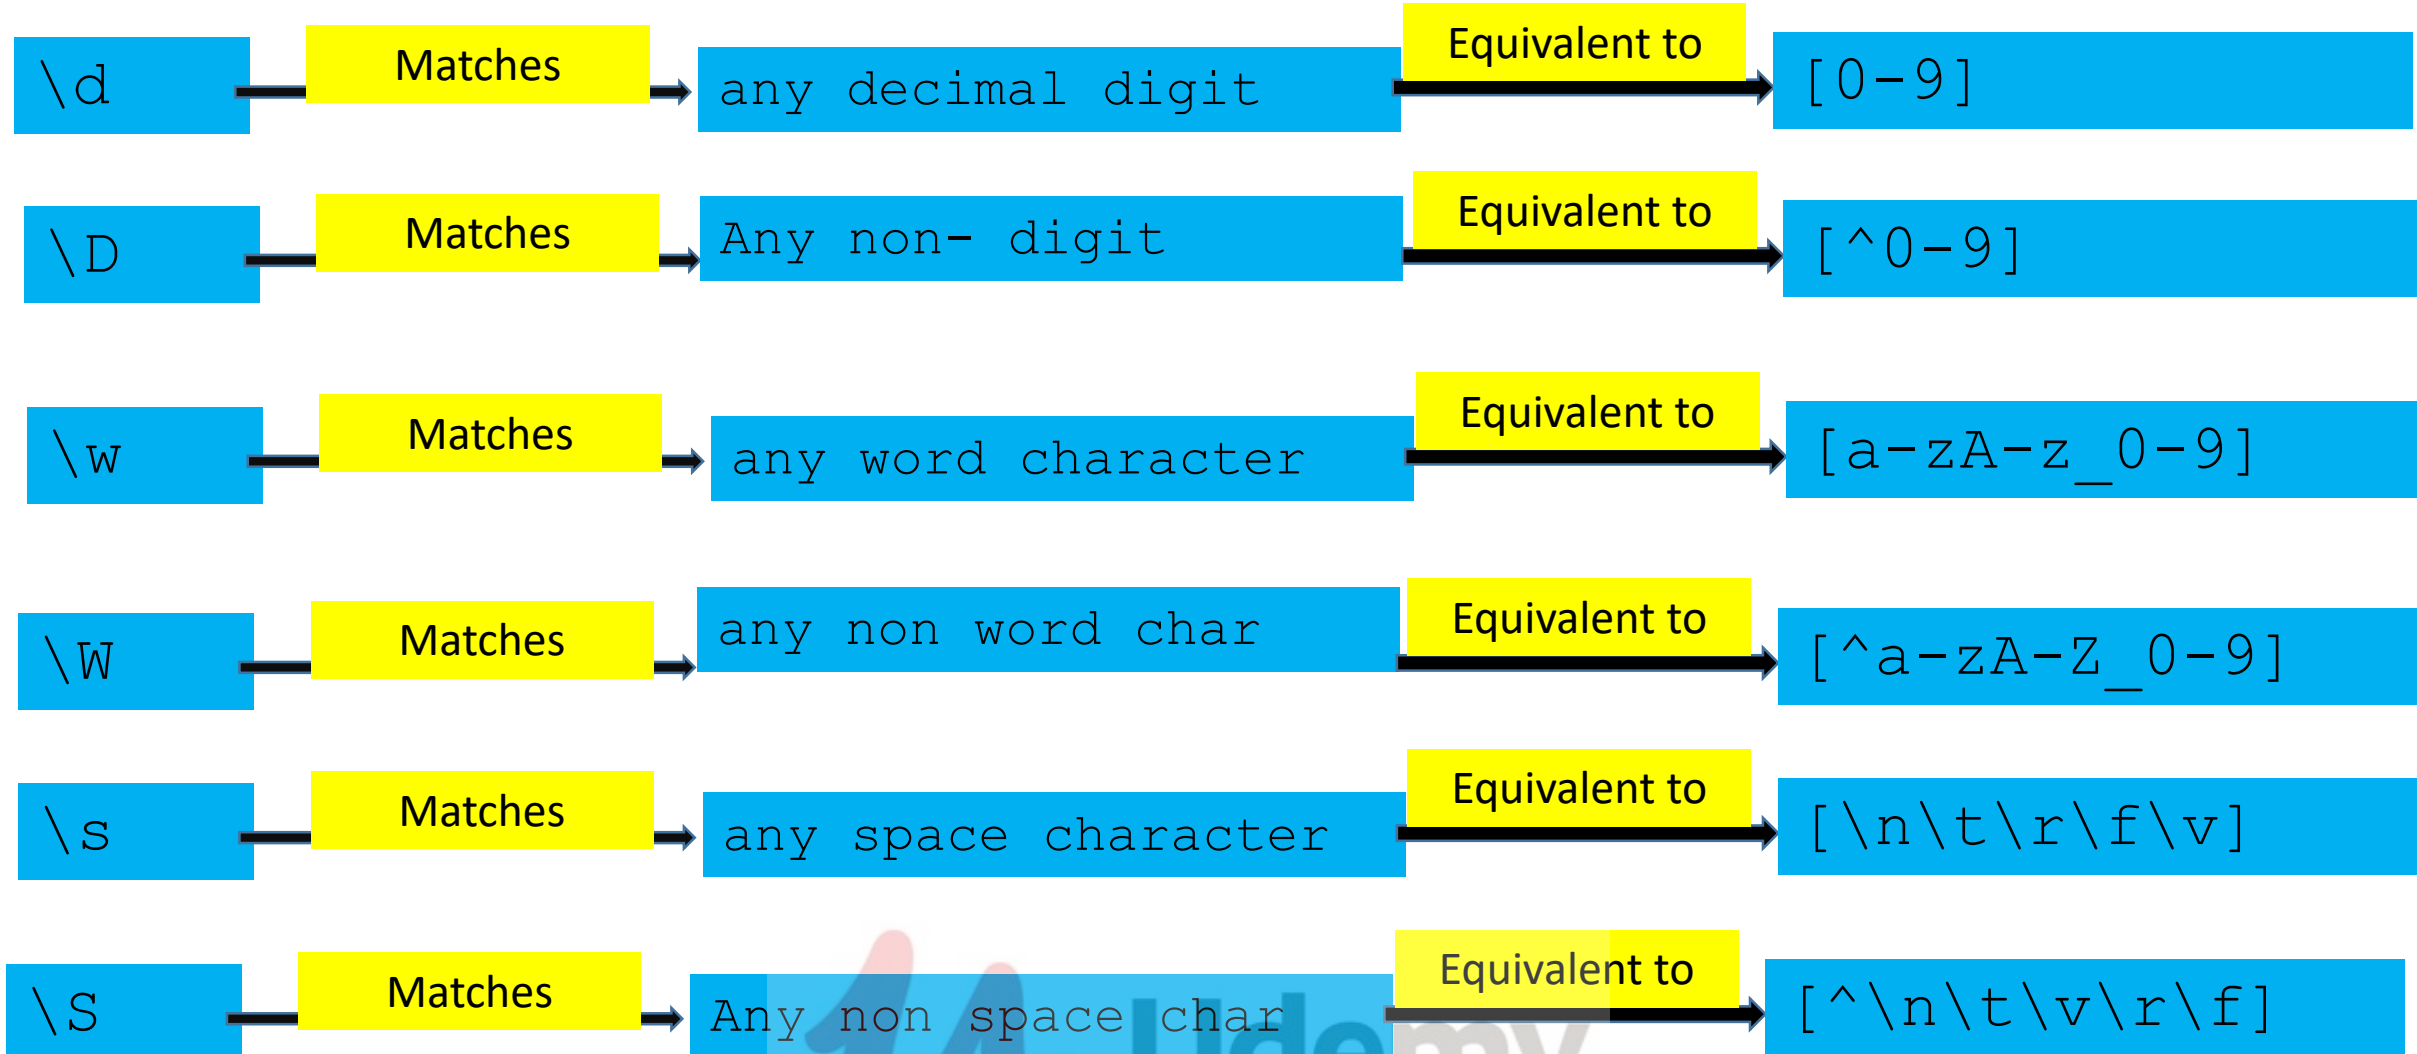 \d Matches any decimal digit Equivalent to [0-9]
\D Matches Any non- digit Equivalent to [^0-9]
\w Matches any word character Equivalent to [a-zA-z_0-9]
\W Matches any non word char Equivalent to [^a-zA-Z_0-9]
\s Matches any space character Equivalent to [\n\t\r\f\v]
\S Matches Any non space char Equivalent to [^\n\t\v\r\f]
Udemy